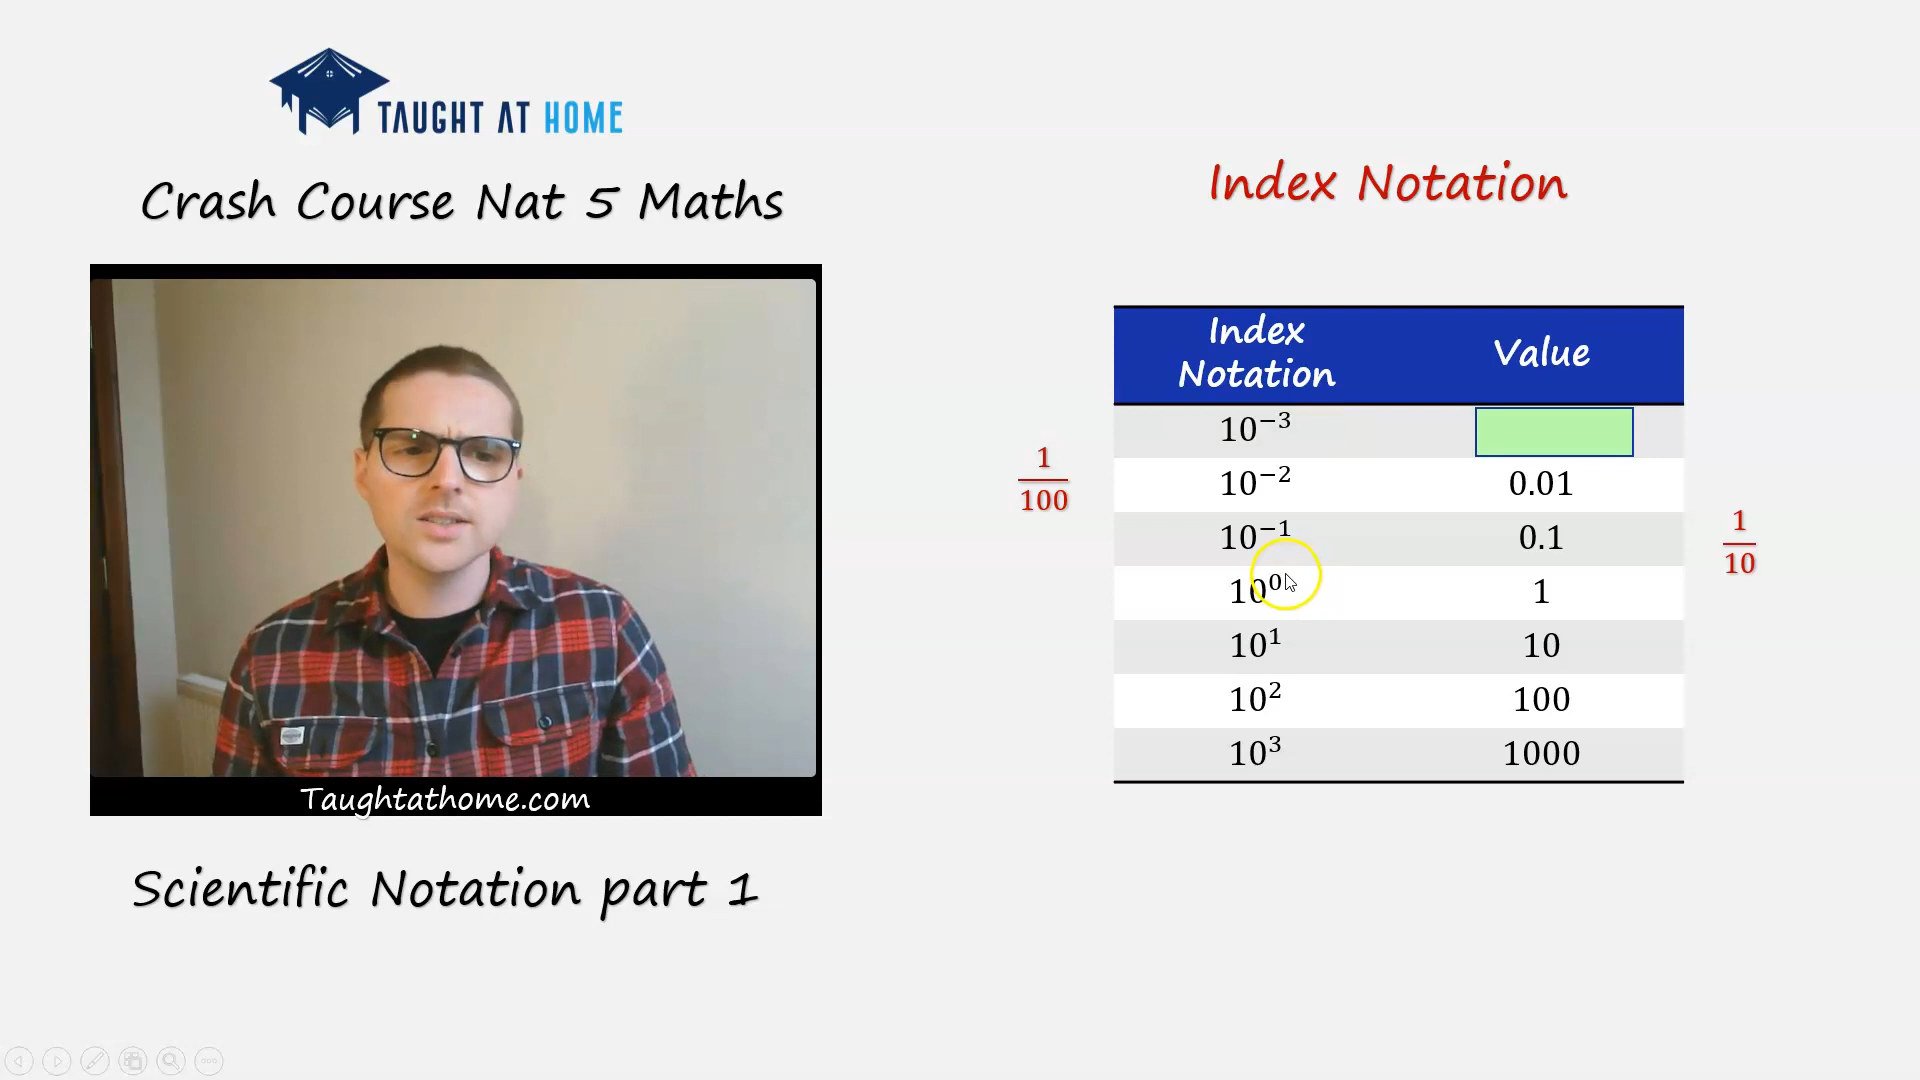 TAUGHT AT HOME
Crash Course Nat 5 Maths
Taughtathome.com
Scientific Notation part 1
Index Notation
Index Notation Value
10⁻³
1/100
10⁻² 0.01
10⁻¹ 0.1
1/10
10⁰ 1
10¹ 10
10² 100
10³ 1000